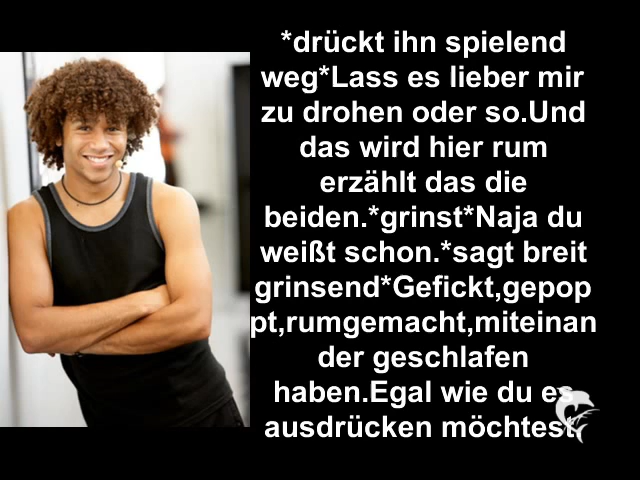 *drückt ihn spielend
weg*Lass es lieber mir
zu drohen oder so.Und
das wird hier rum
erzählt das die
beiden.*grinst*Naja du
weißt schon.*sagt breit
grinsend*Gefickt,gepop
pt,rumgemacht,miteinan
der geschlafen
haben.Egal wie du es
ausdrücken möchtest.